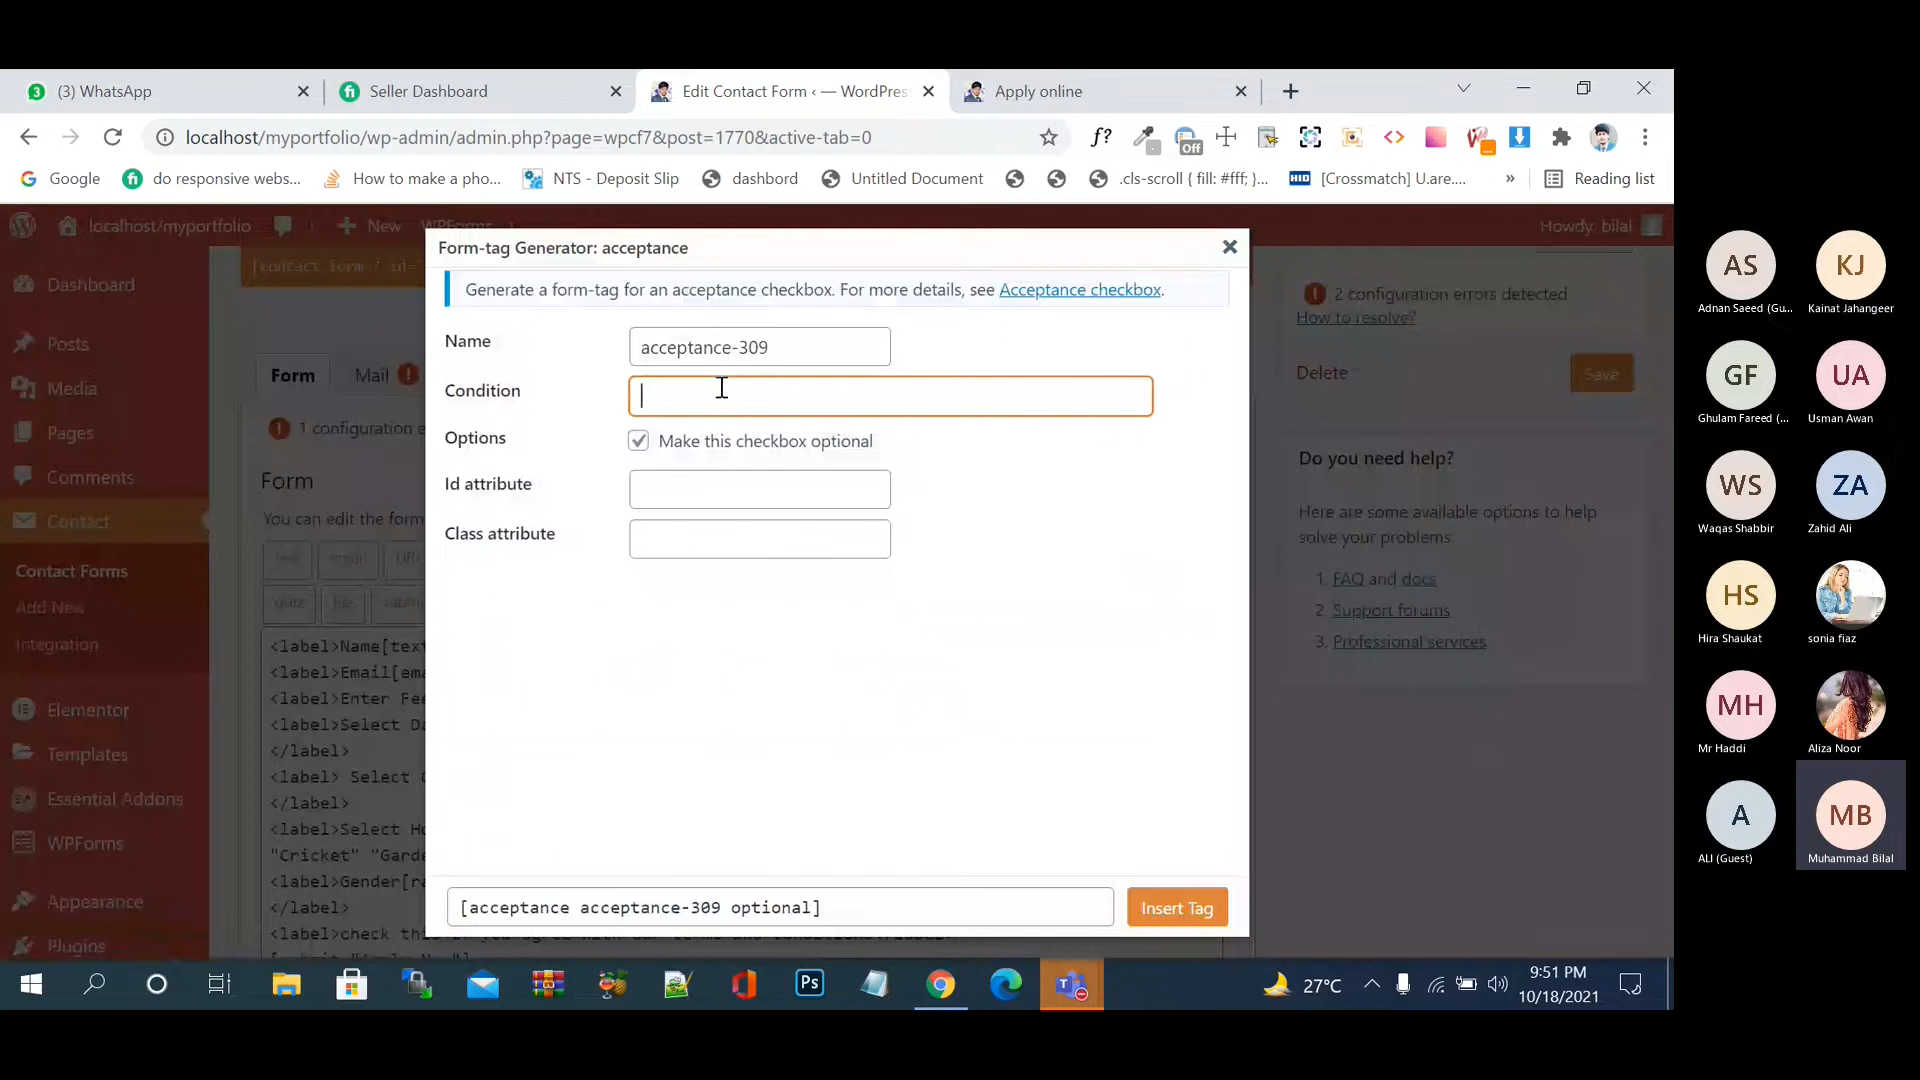 (3) WhatsApp
Seller Dashboard
Edit Contact Form ‹ — WordPres
Apply online
localhost/myportfolio/wp-admin/admin.php?page=wpcf7&post=1770&active-tab=0
f?
Off
Google
do responsive webs...
How to make a pho...
NTS - Deposit Slip
dashbord
Untitled Document
.cls-scroll { fill: #fff; }...
HID
[Crossmatch] U.are....
»
Reading list
localhost/myportfolio
New
WPForms
Howdy, bilal
Form-tag Generator: acceptance
Generate a form-tag for an acceptance checkbox. For more details, see Acceptance checkbox.
Name
acceptance-309
Condition
Options
Make this checkbox optional
Id attribute
Class attribute
[acceptance acceptance-309 optional]
Insert Tag
Dashboard
Posts
Media
Pages
Comments
Contact
Contact Forms
Add New
Integration
Elementor
Templates
Essential Addons
WPForms
Appearance
Plugins
Form
Mail
1 configuration e
Form
You can edit the form
<label>Name[tex
<label>Email[ema
<label>Enter Fee
<label>Select Da
</label>
<label> Select C
</label>
<label>Select Ho
"Cricket" "Garde
<label>Gender[ra
</label>
2 configuration errors detected
How to resolve?
Delete
Save
Do you need help?
Here are some available options to help
solve your problems.
1. FAQ and docs
2. Support forums
3. Professional services
AS
Adnan Saeed (Gu...
KJ
Kainat Jahangeer
GF
Ghulam Fareed (...
UA
Usman Awan
WS
Waqas Shabbir
ZA
Zahid Ali
HS
Hira Shaukat
sonia fiaz
MH
Mr Haddi
Aliza Noor
A
ALI (Guest)
MB
Muhammad Bilal
Ps
27°C
9:51 PM
10/18/2021